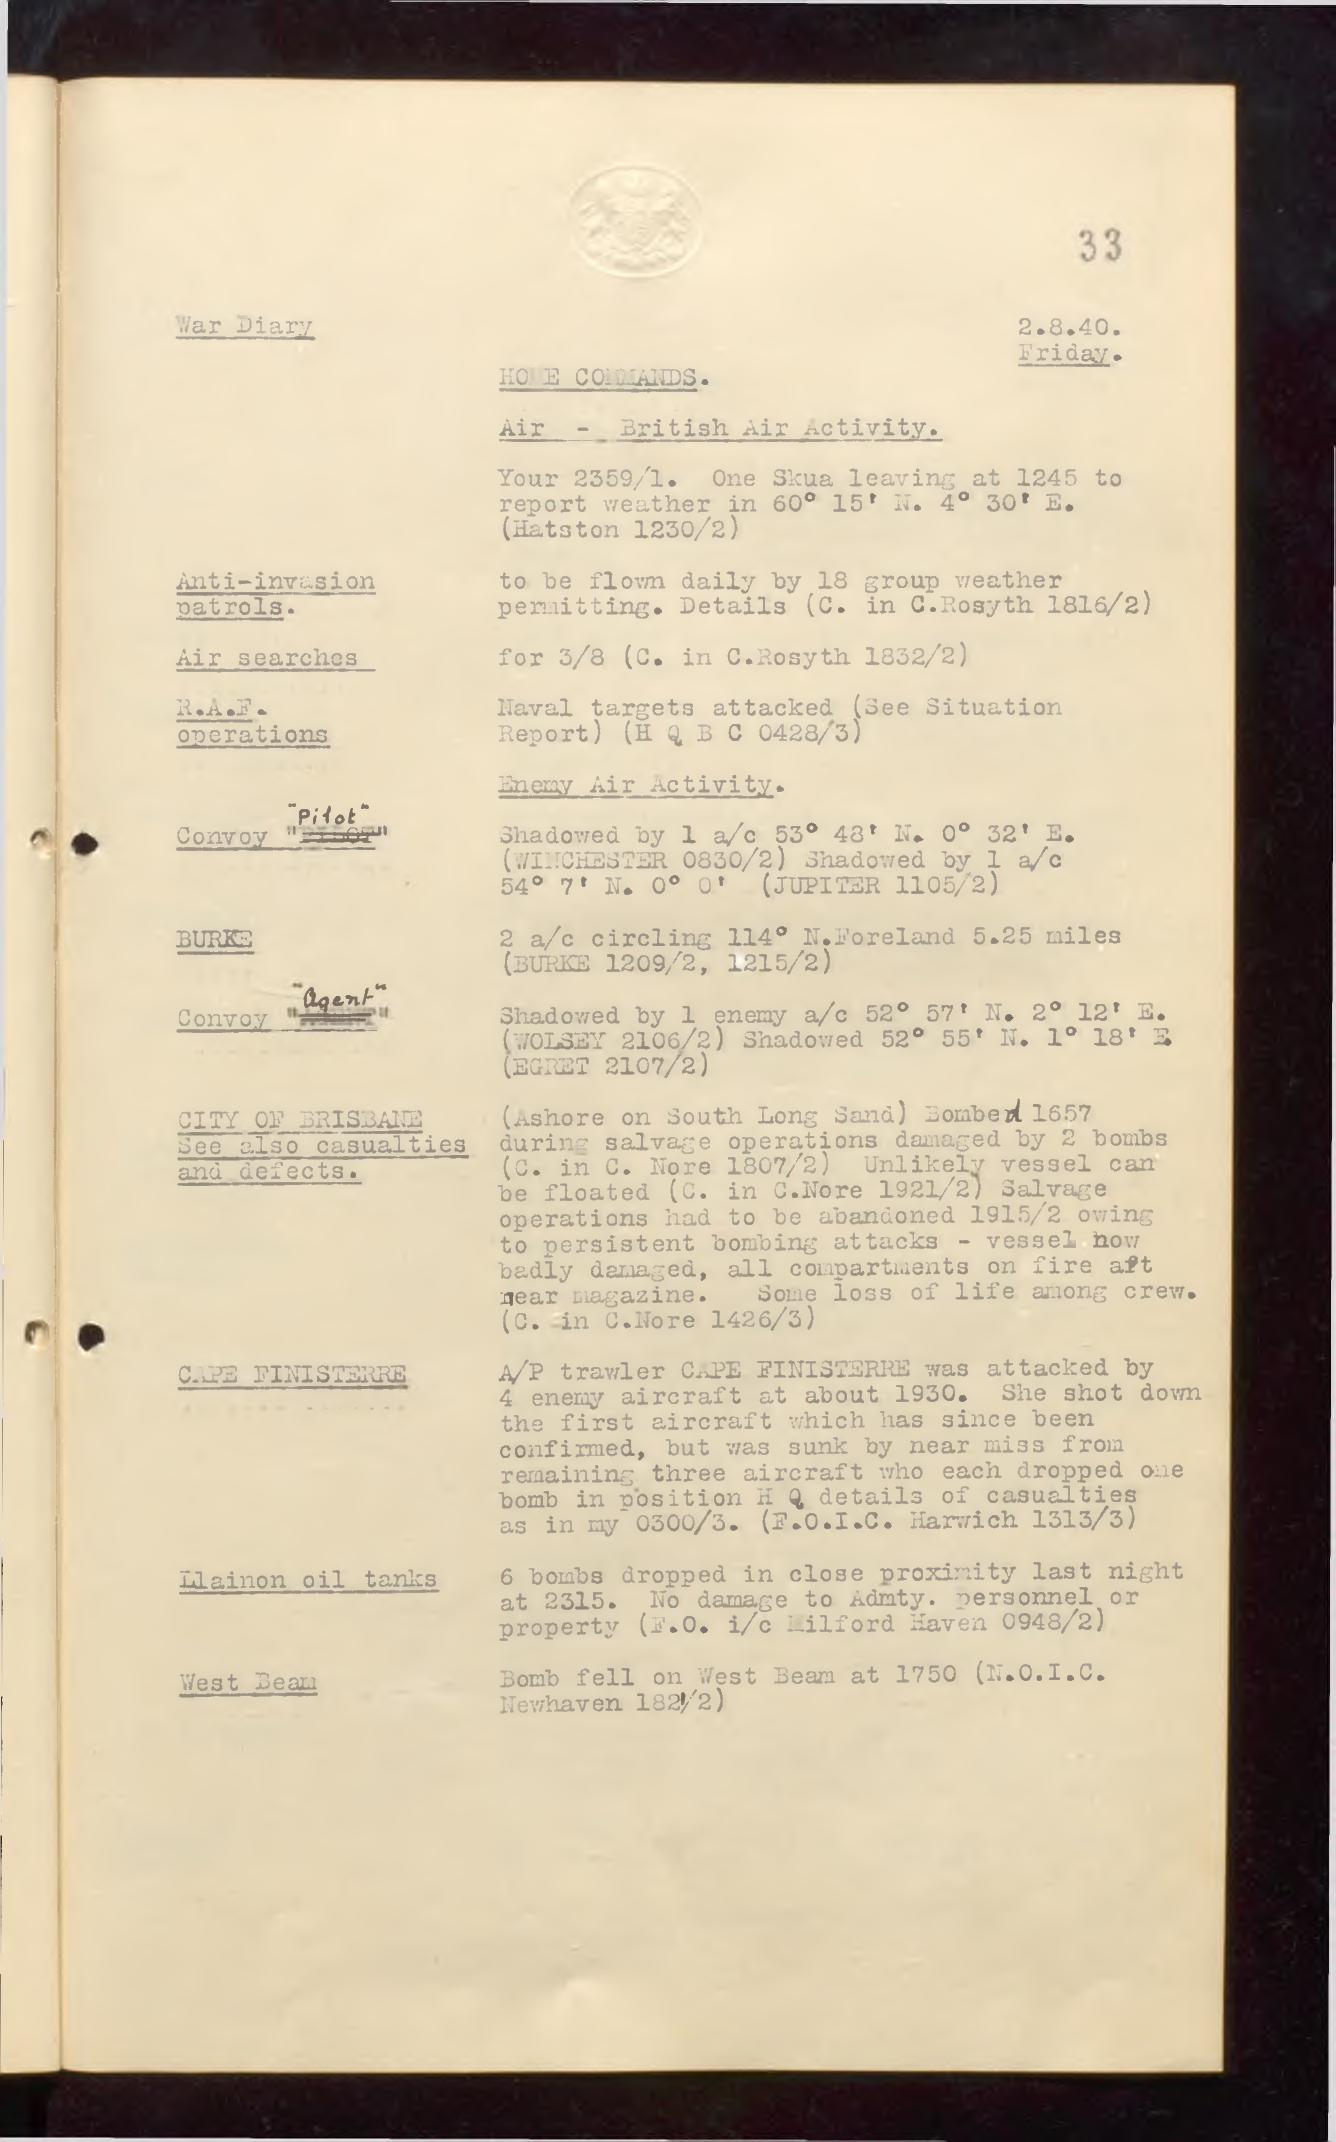 33
War Diary
2.8.40.
Friday.
HOME COMMANDS.
Air - British Air Activity.
Your 2359/1. One Skua leaving at 1245 to
report weather in 60° 15' N. 4° 30' E.
(Hatston 1230/2)
Anti-invasion
patrols.
to be flown daily by 18 group weather
permitting. Details (C. in C.Rosyth 1816/2)
Air searches
for 3/8 (C. in C.Rosyth 1832/2)
R.A.F.
operations
Naval targets attacked (See Situation
Report) (H Q B C 0428/3)
Enemy Air Activity.
"Pilot"
Convoy "PILOT"
Shadowed by 1 a/c 53° 48' N. 0° 32' E.
(WINCHESTER 0830/2) Shadowed by 1 a/c
54° 7' N. 0° 0' (JUPITER 1105/2)
BURKE
2 a/c circling 114° N.Foreland 5.25 miles
(BURKE 1209/2, 1215/2)
"Agent"
Convoy " "
Shadowed by 1 enemy a/c 52° 57' N. 2° 12' E.
(WOLSEY 2106/2) Shadowed 52° 55' N. 1° 18' E
(EGRET 2107/2)
CITY OF BRISBANE
See also casualties
and defects.
(Ashore on South Long Sand) Bombed 1657
during salvage operations damaged by 2 bombs
(C. in C. Nore 1807/2) Unlikely vessel can
be floated (C. in C.Nore 1921/2) Salvage
operations had to be abandoned 1915/2 owing
to persistent bombing attacks - vessel now
badly damaged, all compartments on fire aft
near magazine. Some loss of life among crew.
(C. in C.Nore 1426/3)
CAPE FINISTERRE
A/P trawler CAPE FINISTERRE was attacked by
4 enemy aircraft at about 1930. She shot down
the first aircraft which has since been
confirmed, but was sunk by near miss from
remaining three aircraft who each dropped one
bomb in position H Q details of casualties
as in my 0300/3. (F.O.I.C. Harwich 1313/3)
Llainon oil tanks
6 bombs dropped in close proximity last night
at 2315. No damage to Admty. personnel or
property (F.O. i/c Milford Haven 0948/2)
West Beam
Bomb fell on West Beam at 1750 (N.O.I.C.
Newhaven 1821/2)